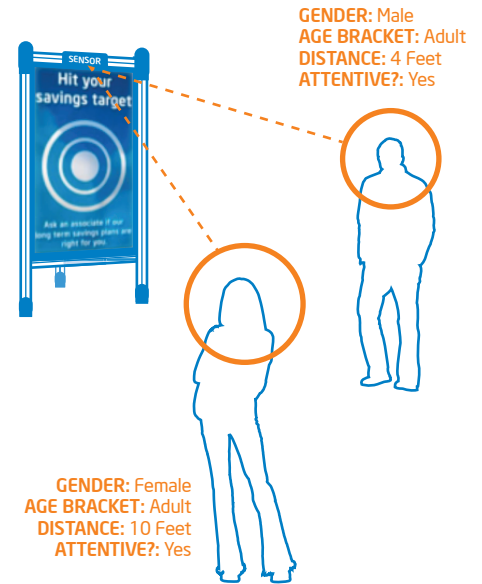 GENDER: Male
AGE BRACKET: Adult
DISTANCE: 4 Feet
ATTENTIVE?: Yes
SENSOR
Hit your
savings target
Ask an associate if our
long term savings plans are
right for you.
GENDER: Female
AGE BRACKET: Adult
DISTANCE: 10 Feet
ATTENTIVE?: Yes